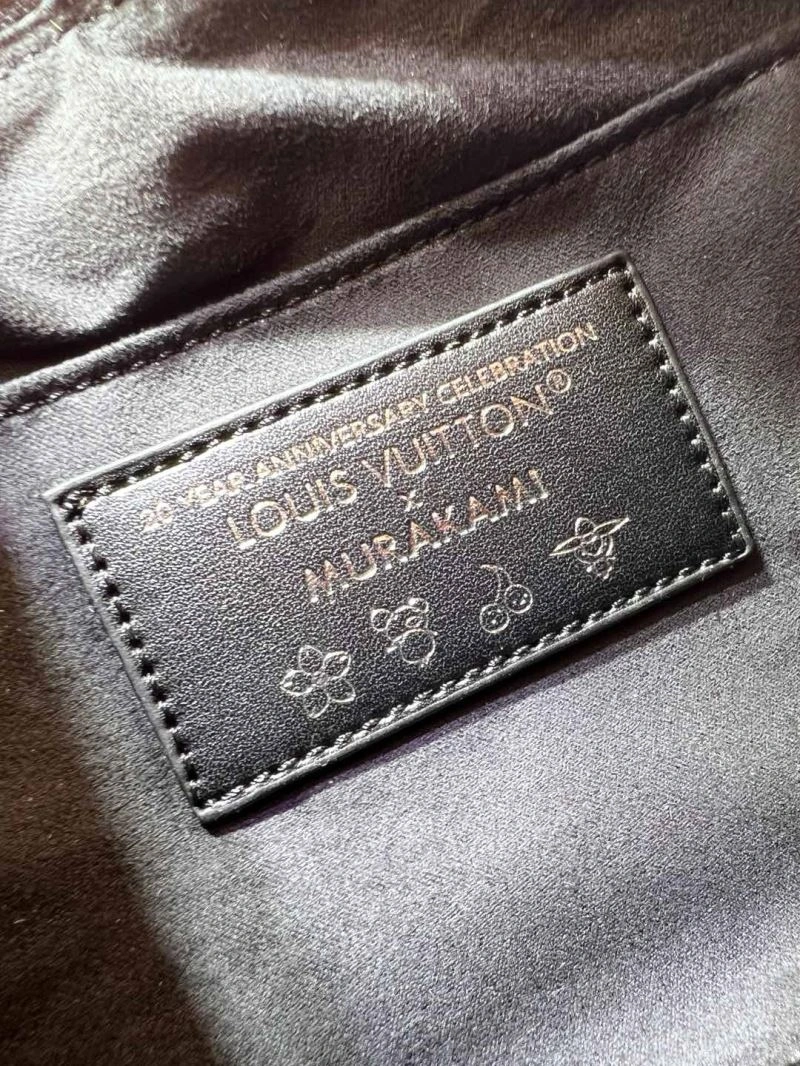 20 YEAR ANNIVERSARY CELEBRATION
LOUIS VUITTON®
×
MURAKAMI